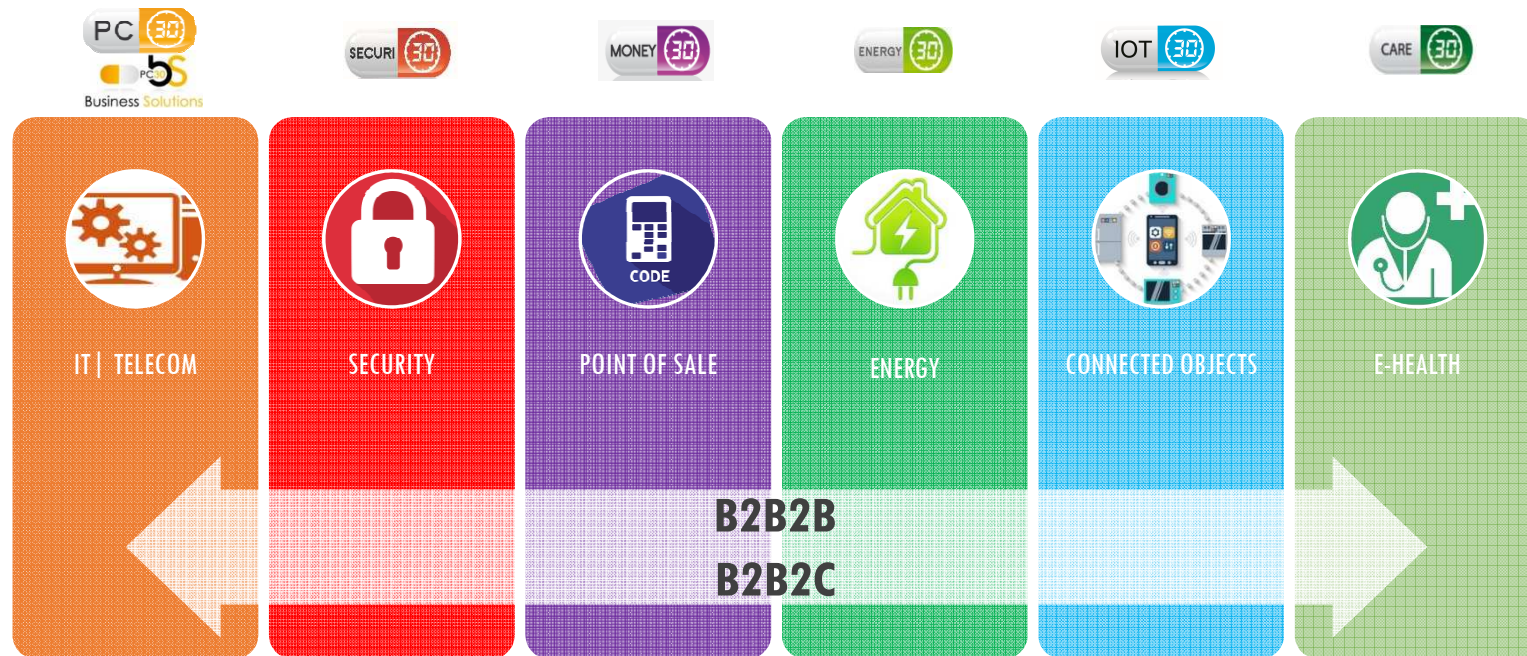 PC 30
PC30 bS
Business Solutions
SECURI 30
MONEY 30
ENERGY 30
IOT 30
CARE 30
CODE
IT | TELECOM
SECURITY
POINT OF SALE
ENERGY
CONNECTED OBJECTS
E-HEALTH
B2B2B
B2B2C